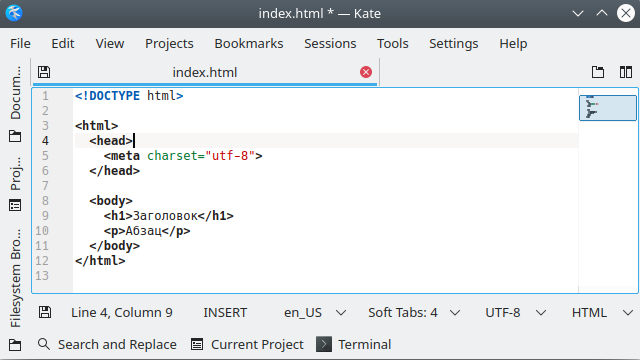 index.html * — Kate
File Edit View Projects Bookmarks Sessions Tools Settings Help
index.html
Docum...
Proj...
Filesystem Bro...
1 <!DOCTYPE html>
2
3 <html>
4 <head>
5 <meta charset="utf-8">
6 </head>
7
8 <body>
9 <h1>Заголовок</h1>
10 <p>Абзац</p>
11 </body>
12 </html>
13
Line 4, Column 9 INSERT en_US Soft Tabs: 4 UTF-8 HTML
Search and Replace Current Project Terminal